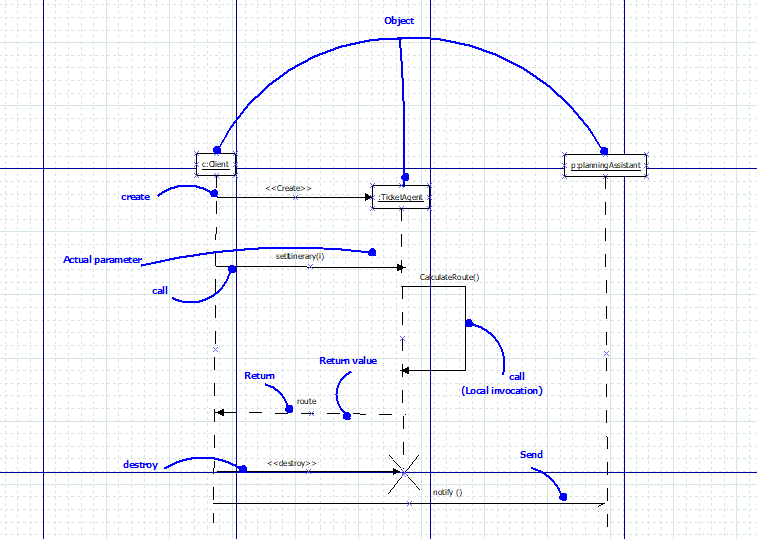 Object
c:Client
p:planningAssistant
<<Create>>
:TicketAgent
create
Actual parameter
setItinerary(i)
CalculateRoute()
call
Return value
Return
call
(Local invocation)
route
destroy
<<destroy>>
Send
notify ()